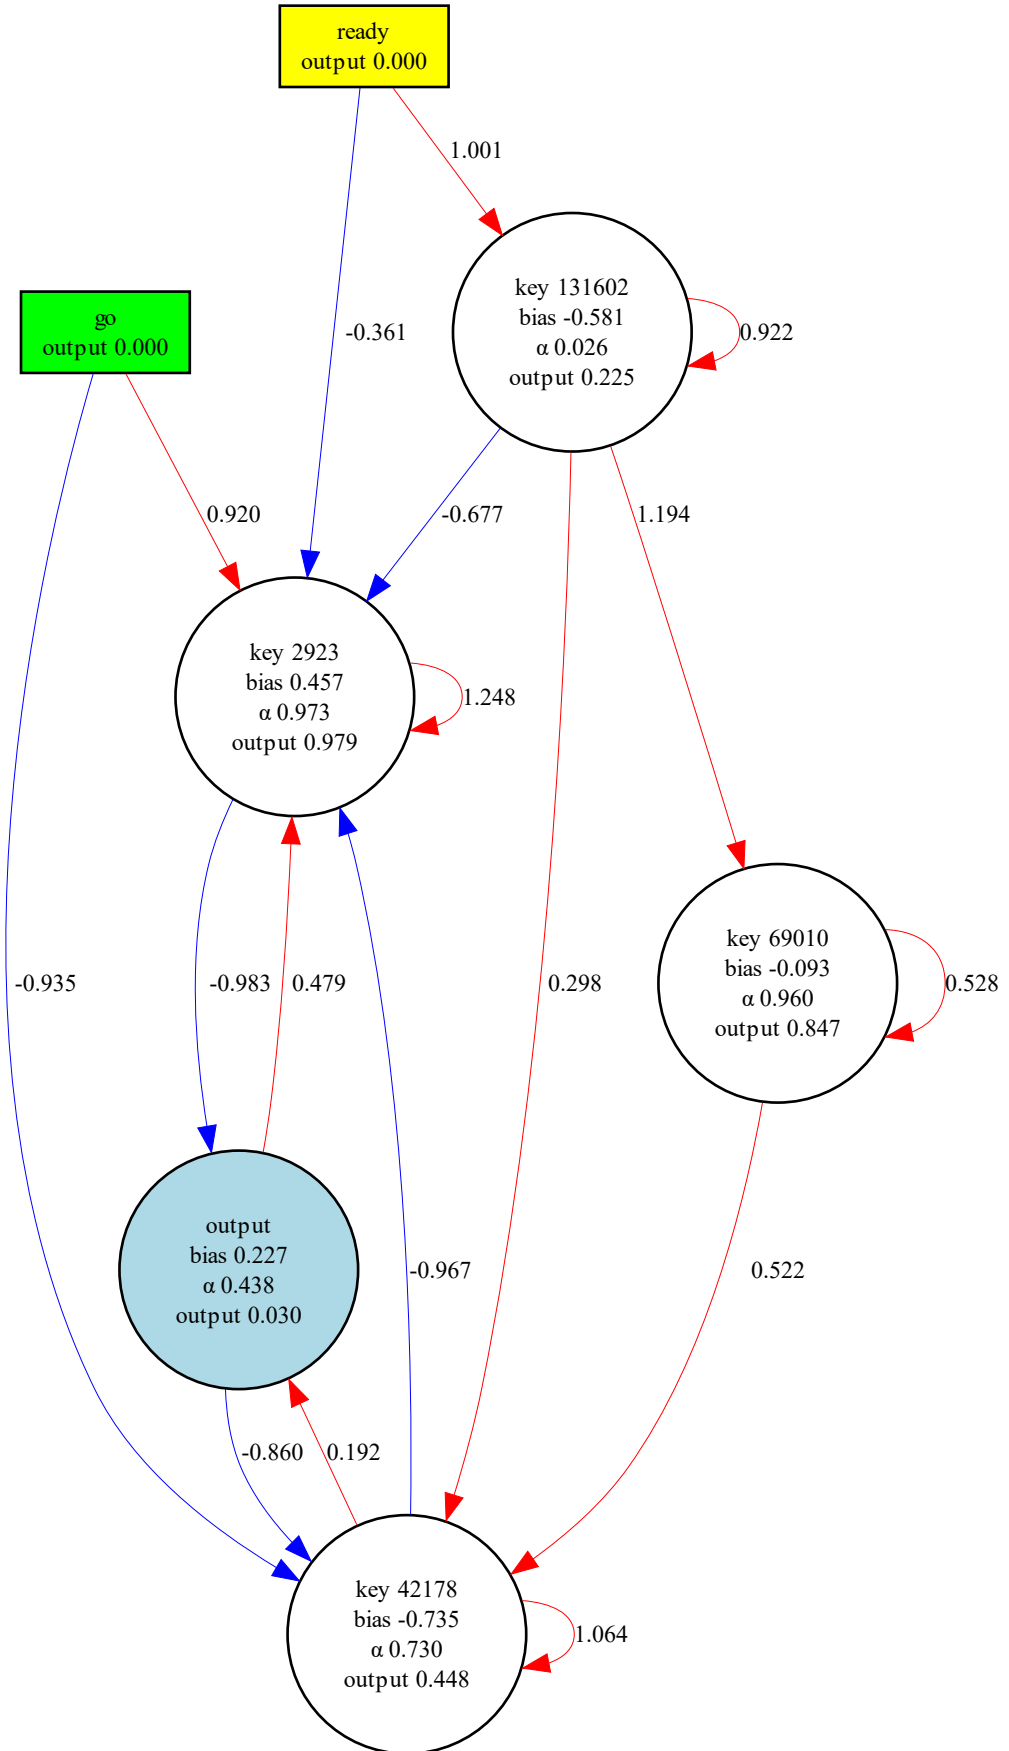 ready
output 0.000
1.001
key 131602
bias -0.581
α 0.026
output 0.225
0.922
go
output 0.000
-0.361
0.920
-0.677
1.194
key 2923
bias 0.457
α 0.973
output 0.979
1.248
key 69010
bias -0.093
α 0.960
output 0.847
0.528
-0.935
-0.983
0.479
0.298
output
bias 0.227
α 0.438
output 0.030
-0.967
0.522
-0.860
0.192
key 42178
bias -0.735
α 0.730
output 0.448
1.064